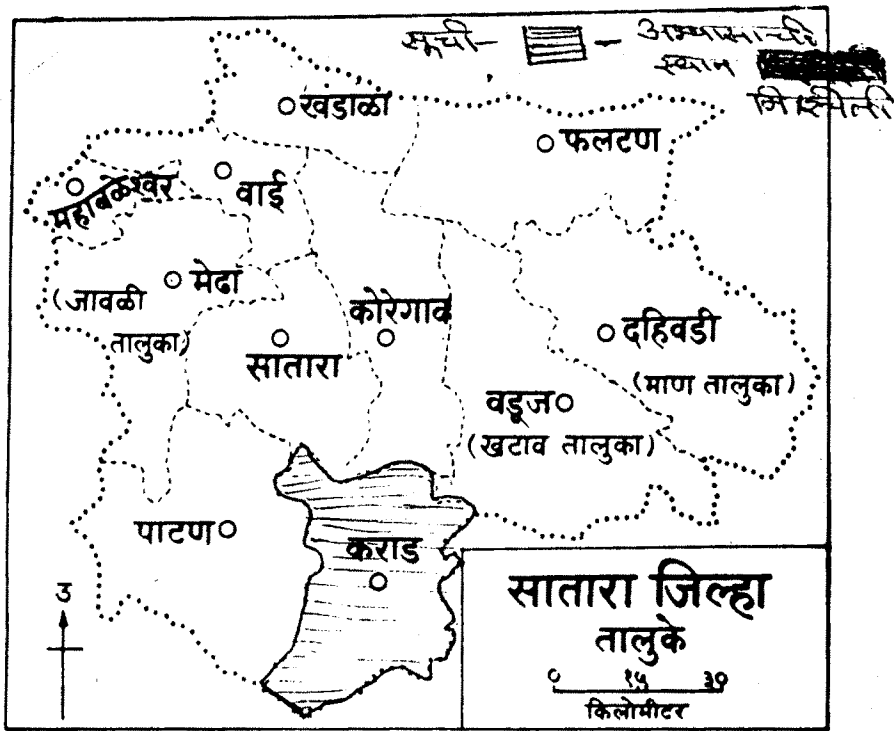 सूची- - अभ्यासाची
स्थान
निश्चिती
खंडाळा
फलटण
महाबळेश्वर
वाई
मेढा
(जावळी
तालुका)
कोरेगाव
सातारा
दहिवडी
(माण तालुका)
वडूज
(खटाव तालुका)
पाटण
कराड
उ
सातारा जिल्हा
तालुके
० १५ ३०
किलोमीटर